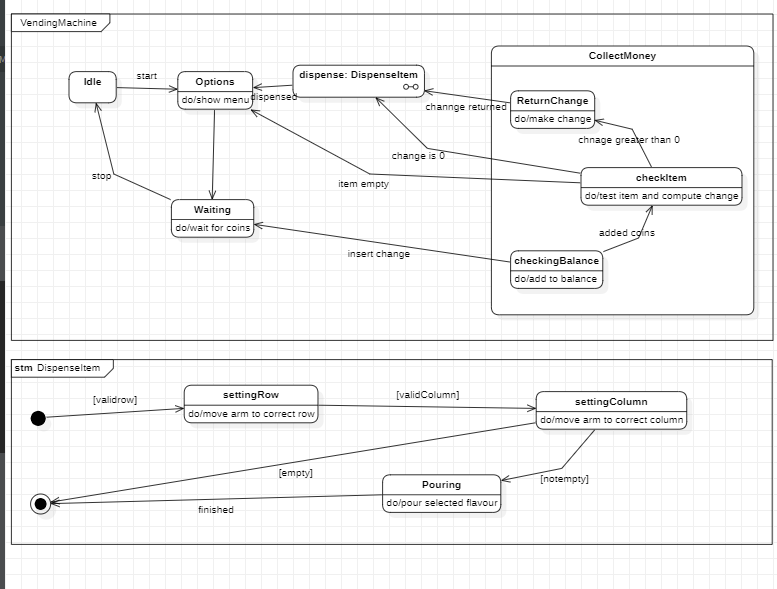 VendingMachine
CollectMoney
Idle
start
Options
do/show menu
dispensed
dispense: DispenseItem
channge returned
ReturnChange
do/make change
chnage greater than 0
change is 0
checkItem
do/test item and compute change
item empty
stop
Waiting
do/wait for coins
added coins
insert change
checkingBalance
do/add to balance
stm DispenseItem
[validrow]
settingRow
do/move arm to correct row
[validColumn]
settingColumn
do/move arm to correct column
[empty]
[notempty]
Pouring
do/pour selected flavour
finished